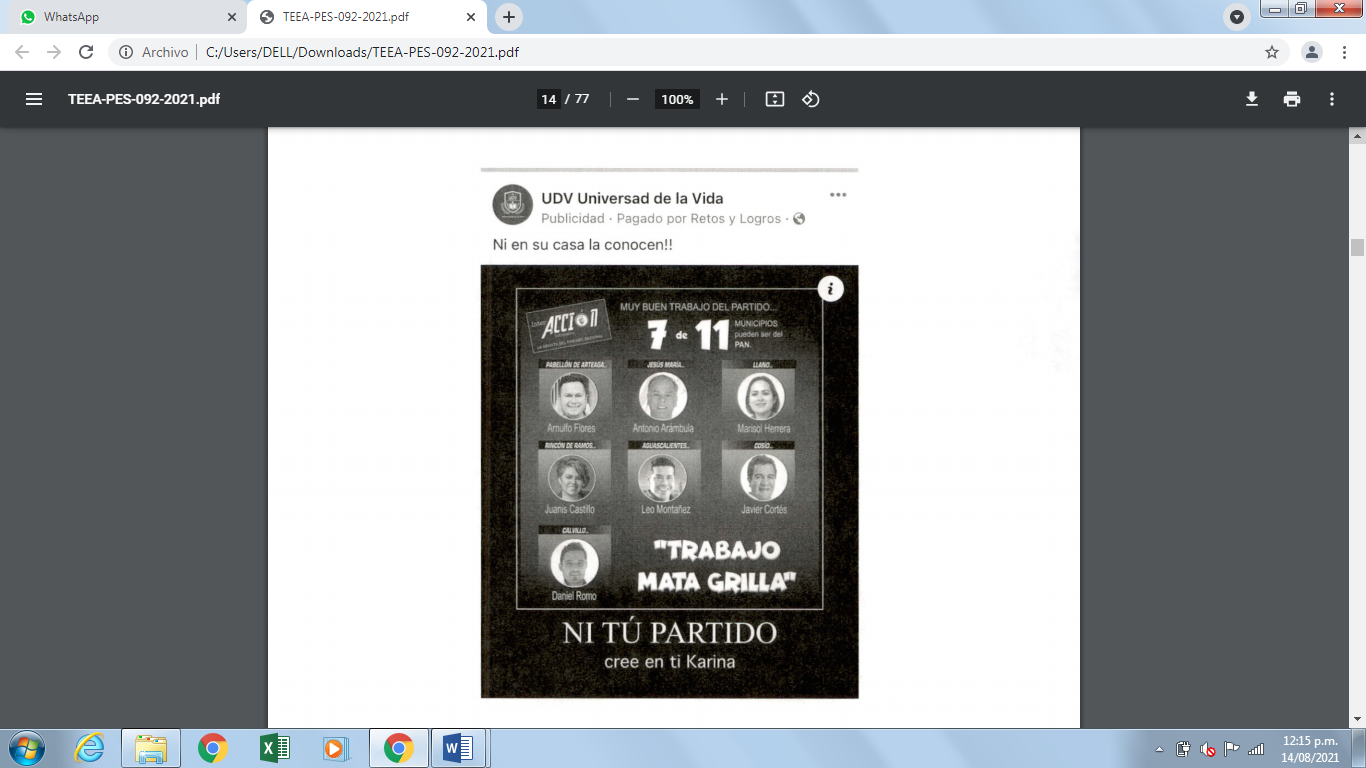 WhatsApp
TEEA-PES-092-2021.pdf
Archivo
C:/Users/DELL/Downloads/TEEA-PES-092-2021.pdf
TEEA-PES-092-2021.pdf
14 / 77
100%
UDV Universad de la Vida
Publicidad · Pagado por Retos y Logros ·
Ni en su casa la conocen!!
Inter
ACCIÓN
MUY BUEN TRABAJO DEL PARTIDO...
7 de 11
MUNICIPIOS
pueden ser del
PAN.
PABELLÓN DE ARTEAGA...
JESÚS MARÍA...
LLANO...
Arnulfo Flores
Antonio Arámbula
Marisol Herrera
RINCÓN DE RAMOS...
AGUASCALIENTES...
COSÍO...
Juanis Castillo
Leo Montañez
Javier Cortés
CALVILLO...
Daniel Romo
"TRABAJO
MATA GRILLA"
NI TÚ PARTIDO
cree en ti Karina
12:15 p.m.
14/08/2021